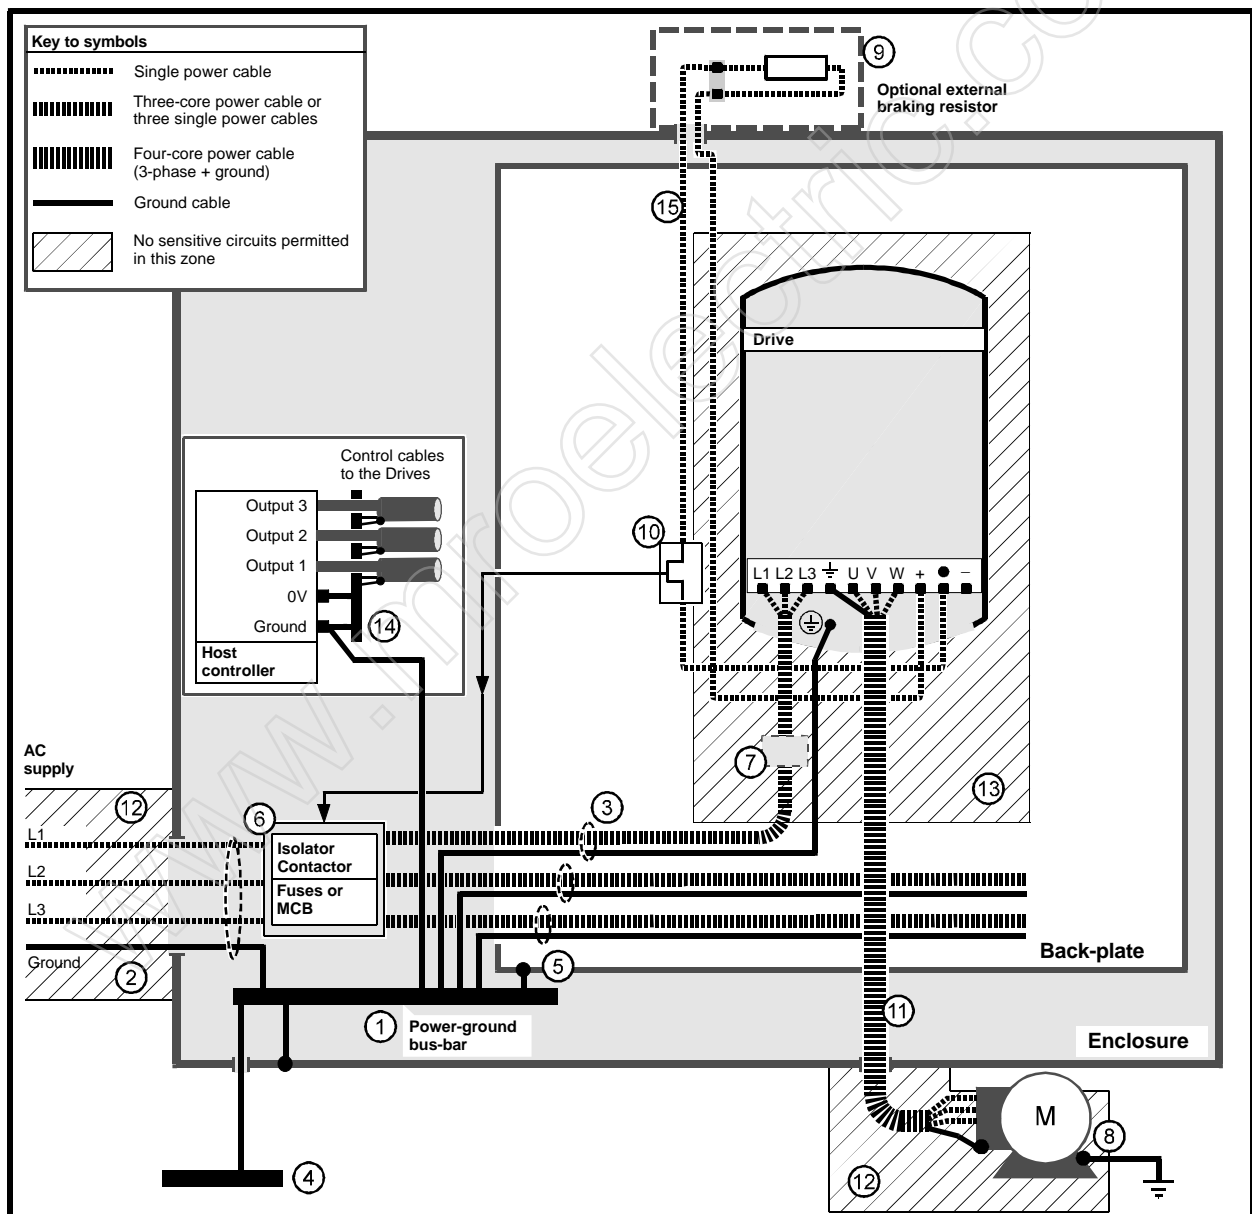 Key to symbols
Single power cable
Three-core power cable or
three single power cables
Four-core power cable
(3-phase + ground)
Ground cable
No sensitive circuits permitted
in this zone
9
Optional external
braking resistor
15
Drive
Control cables
to the Drives
Output 3
Output 2
Output 1
0V
Ground
14
Host
controller
10
L1 L2 L3 U V W + ● –
7
13
AC
supply
12
6
3
L1
L2
L3
Ground
Isolator
Contactor
Fuses or
MCB
2
5
Back-plate
1
Power-ground
bus-bar
11
Enclosure
M
8
4
12
www.mroelectric.co